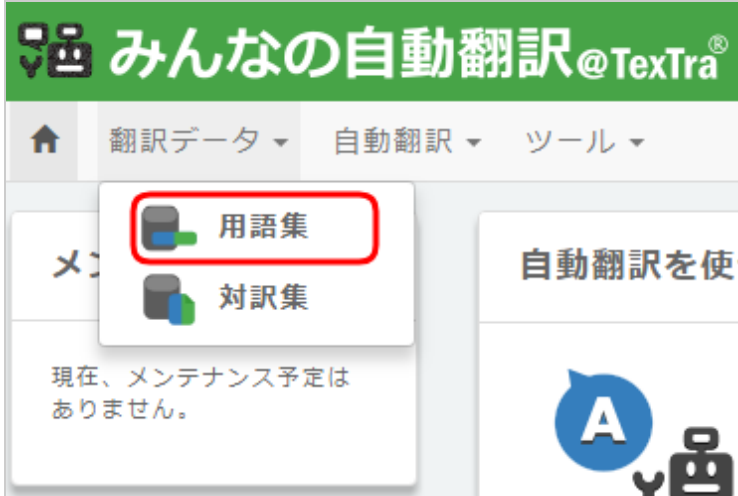 みんなの自動翻訳@TexTra®
翻訳データ 自動翻訳 ツール
用語集
対訳集
自動翻訳を使
現在、メンテナンス予定は
ありません。
A